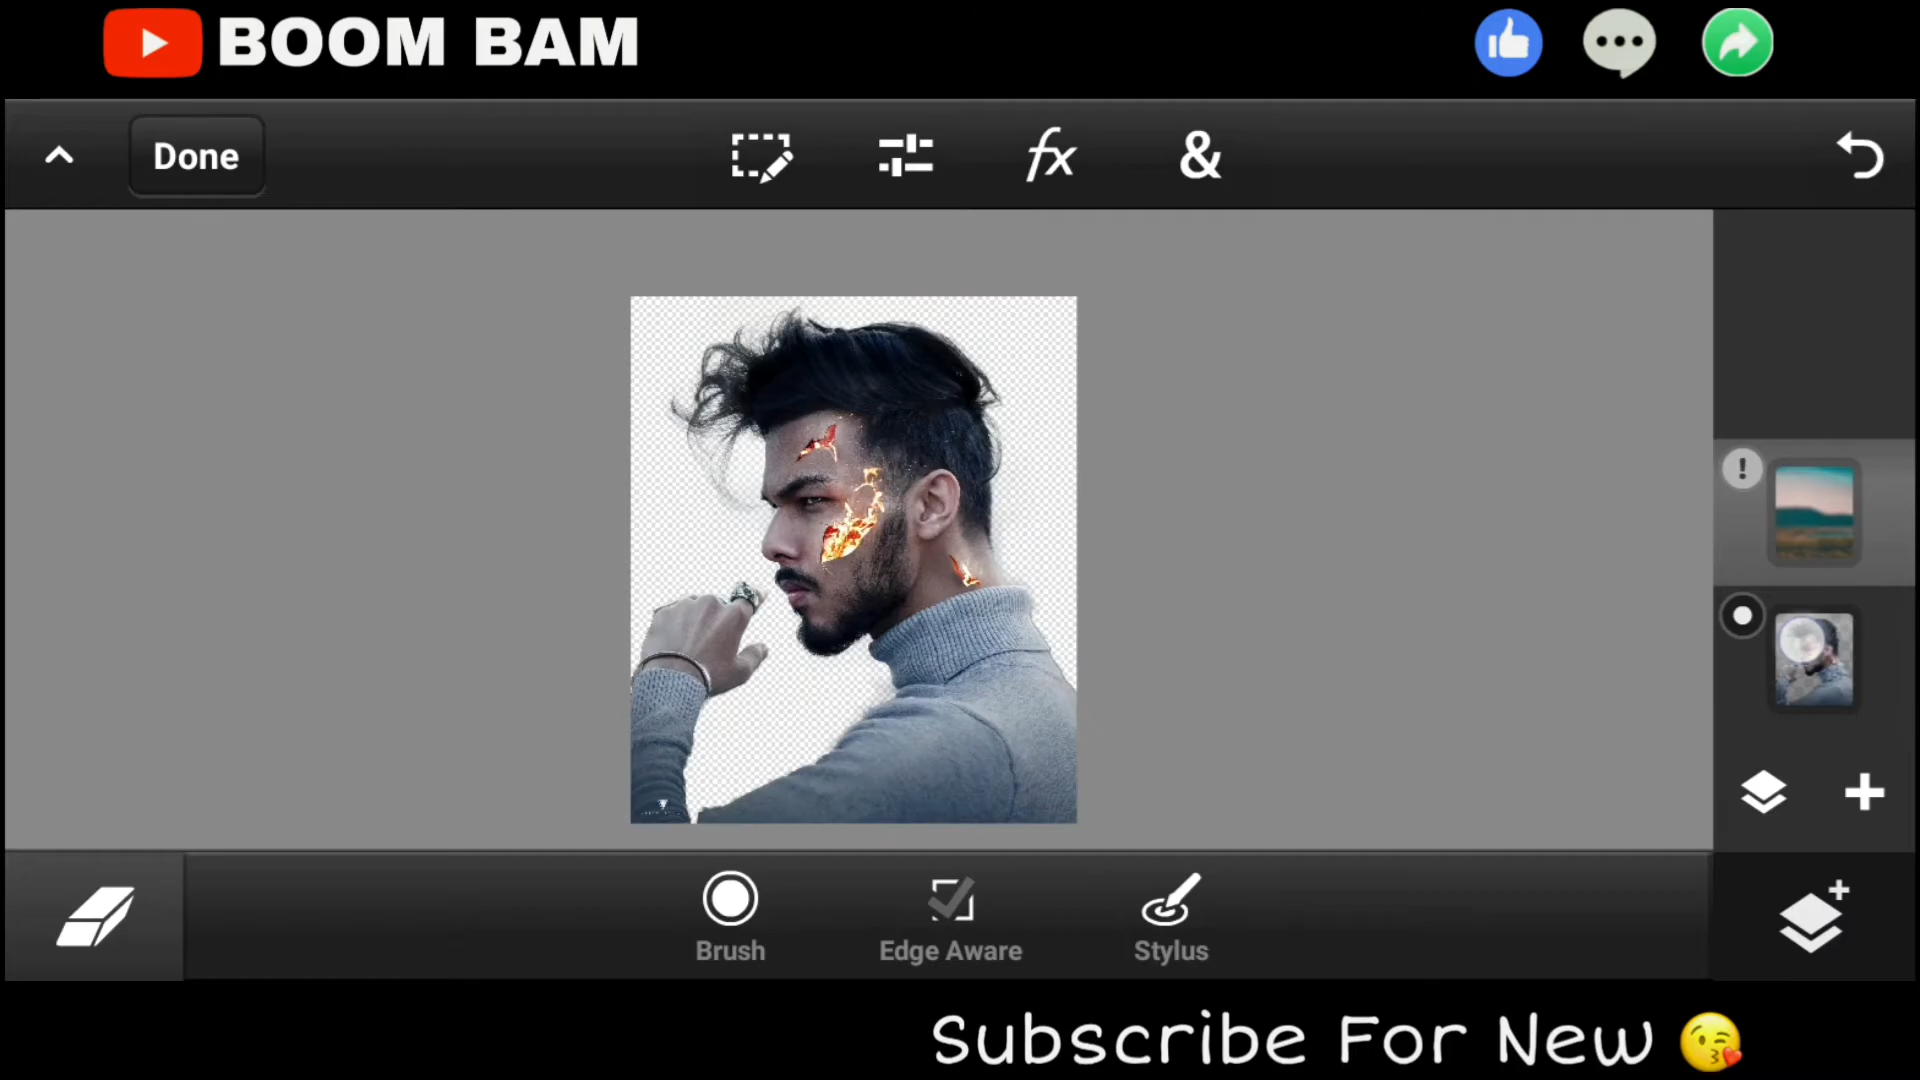 BOOM BAM
Done
fx
&
!
Brush
Edge Aware
Stylus
Subscribe For New 😘